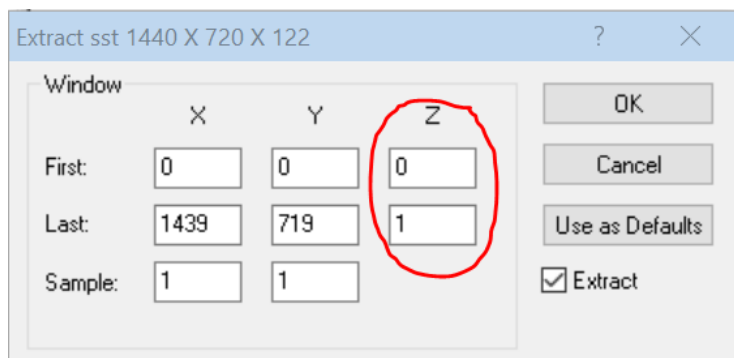 Extract sst 1440 X 720 X 122 ?
Window
X Y Z
OK
First: 0 0 0
Cancel
Last: 1439 719 1
Use as Defaults
Sample: 1 1
Extract